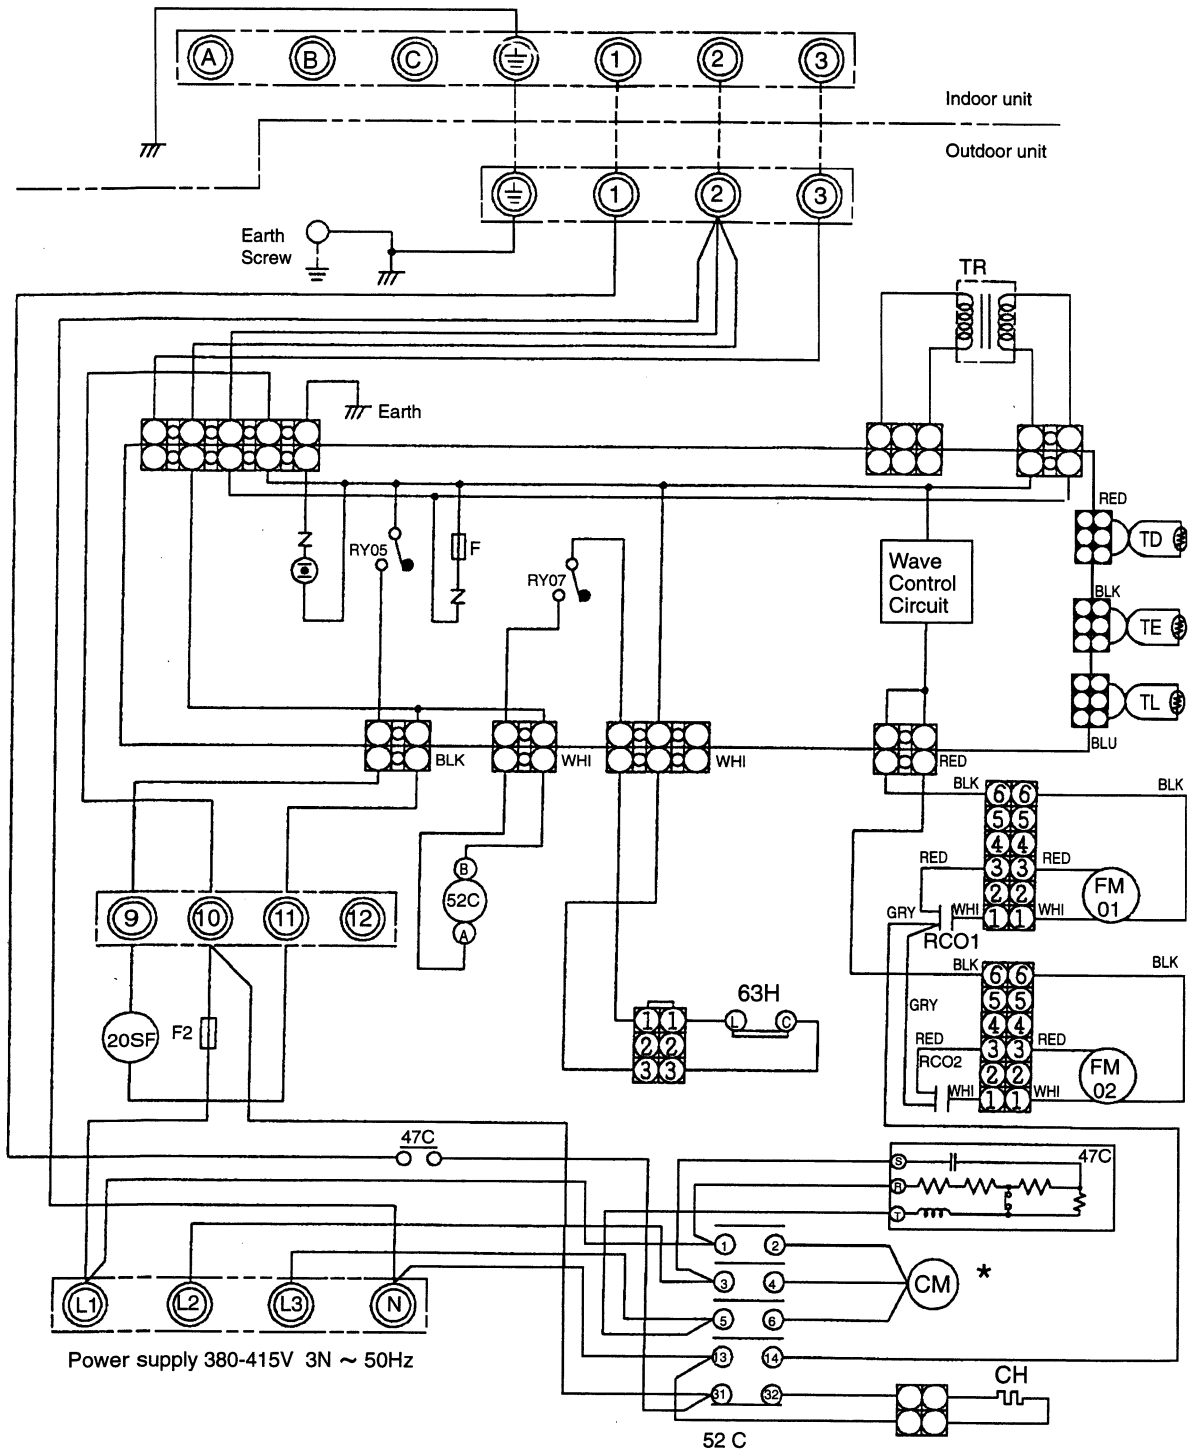 A B C 1 2 3
Indoor unit
Outdoor unit
1 2 3
Earth
Screw
TR
Earth
RED
TD
RY05
F
RY07
Wave
Control
Circuit
BLK
TE
TL
BLU
BLK
WHI
WHI
RED
BLK 6 6 BLK
5 5
4 4
RED 3 3 RED
2 2
GRY WHI 1 1 WHI
FM
01
RCO1
B
52C
A
9 10 11 12
BLK 6 6 BLK
5 5
GRY
4 4
RED 3 3 RED
RCO2
2 2
WHI 1 1 WHI
FM
02
63H
L C
1 1
2 2
3 3
20SF
F2
47C
47C
S
R
T
1 2
3 4
5 6
13 14
31 32
CM *
L1 L2 L3 N
Power supply 380-415V 3N ~ 50Hz
CH
52 C